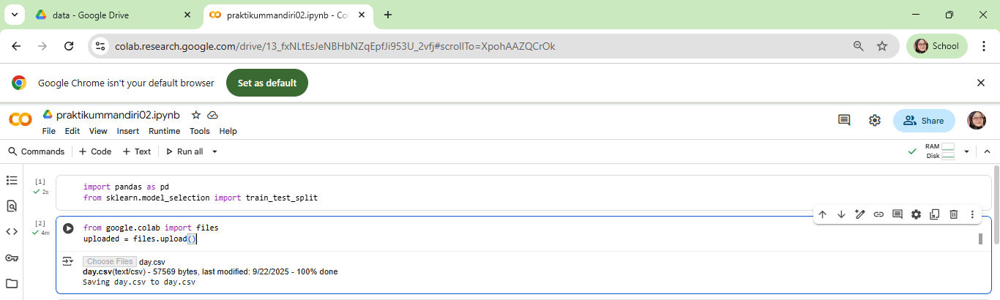 data - Google Drive
praktikummandiri02.ipynb - Co
colab.research.google.com/drive/13_fxNLtEsJeNBHbNZqEpfJi953U_2vfj#scrollTo=XpohAAZQCrOk
School
Google Chrome isn't your default browser
Set as default
praktikummandiri02.ipynb
File Edit View Insert Runtime Tools Help
Share
Commands + Code + Text Run all
RAM
Disk
[1]
2s
import pandas as pd
from sklearn.model_selection import train_test_split
[2]
4m
from google.colab import files
uploaded = files.upload()
Choose Files day.csv
day.csv(text/csv) - 57569 bytes, last modified: 9/22/2025 - 100% done
Saving day.csv to day.csv